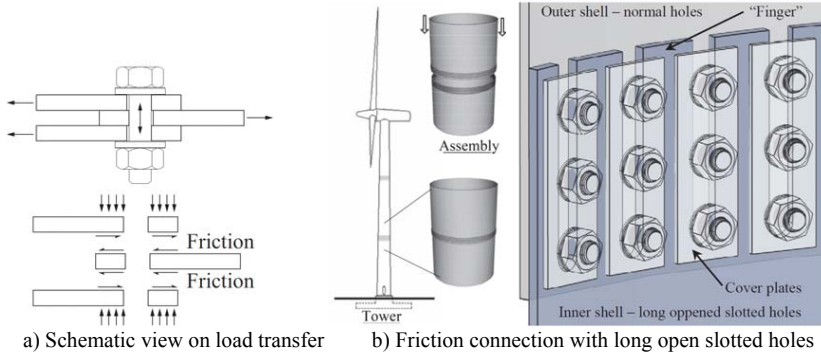 Friction
Friction
a) Schematic view on load transfer
Assembly
Tower
Outer shell – normal holes
“Finger”
Cover plates
Inner shell – long oppened slotted holes
b) Friction connection with long open slotted holes